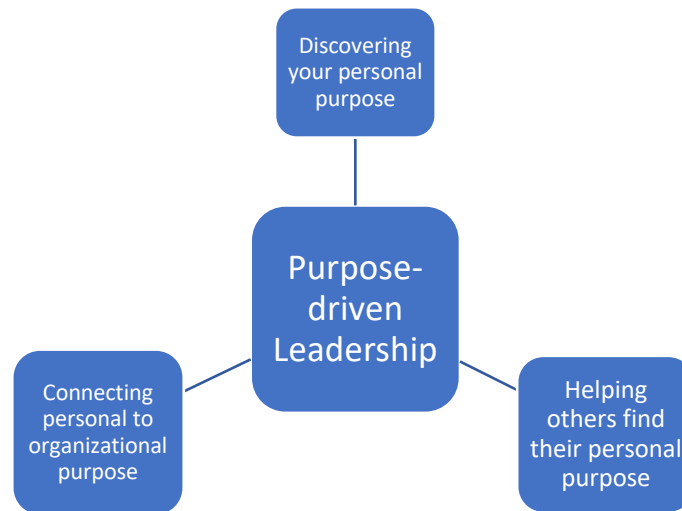 Discovering
your personal
purpose
Purpose-
driven
Leadership
Connecting
personal to
organizational
purpose
Helping
others find
their personal
purpose